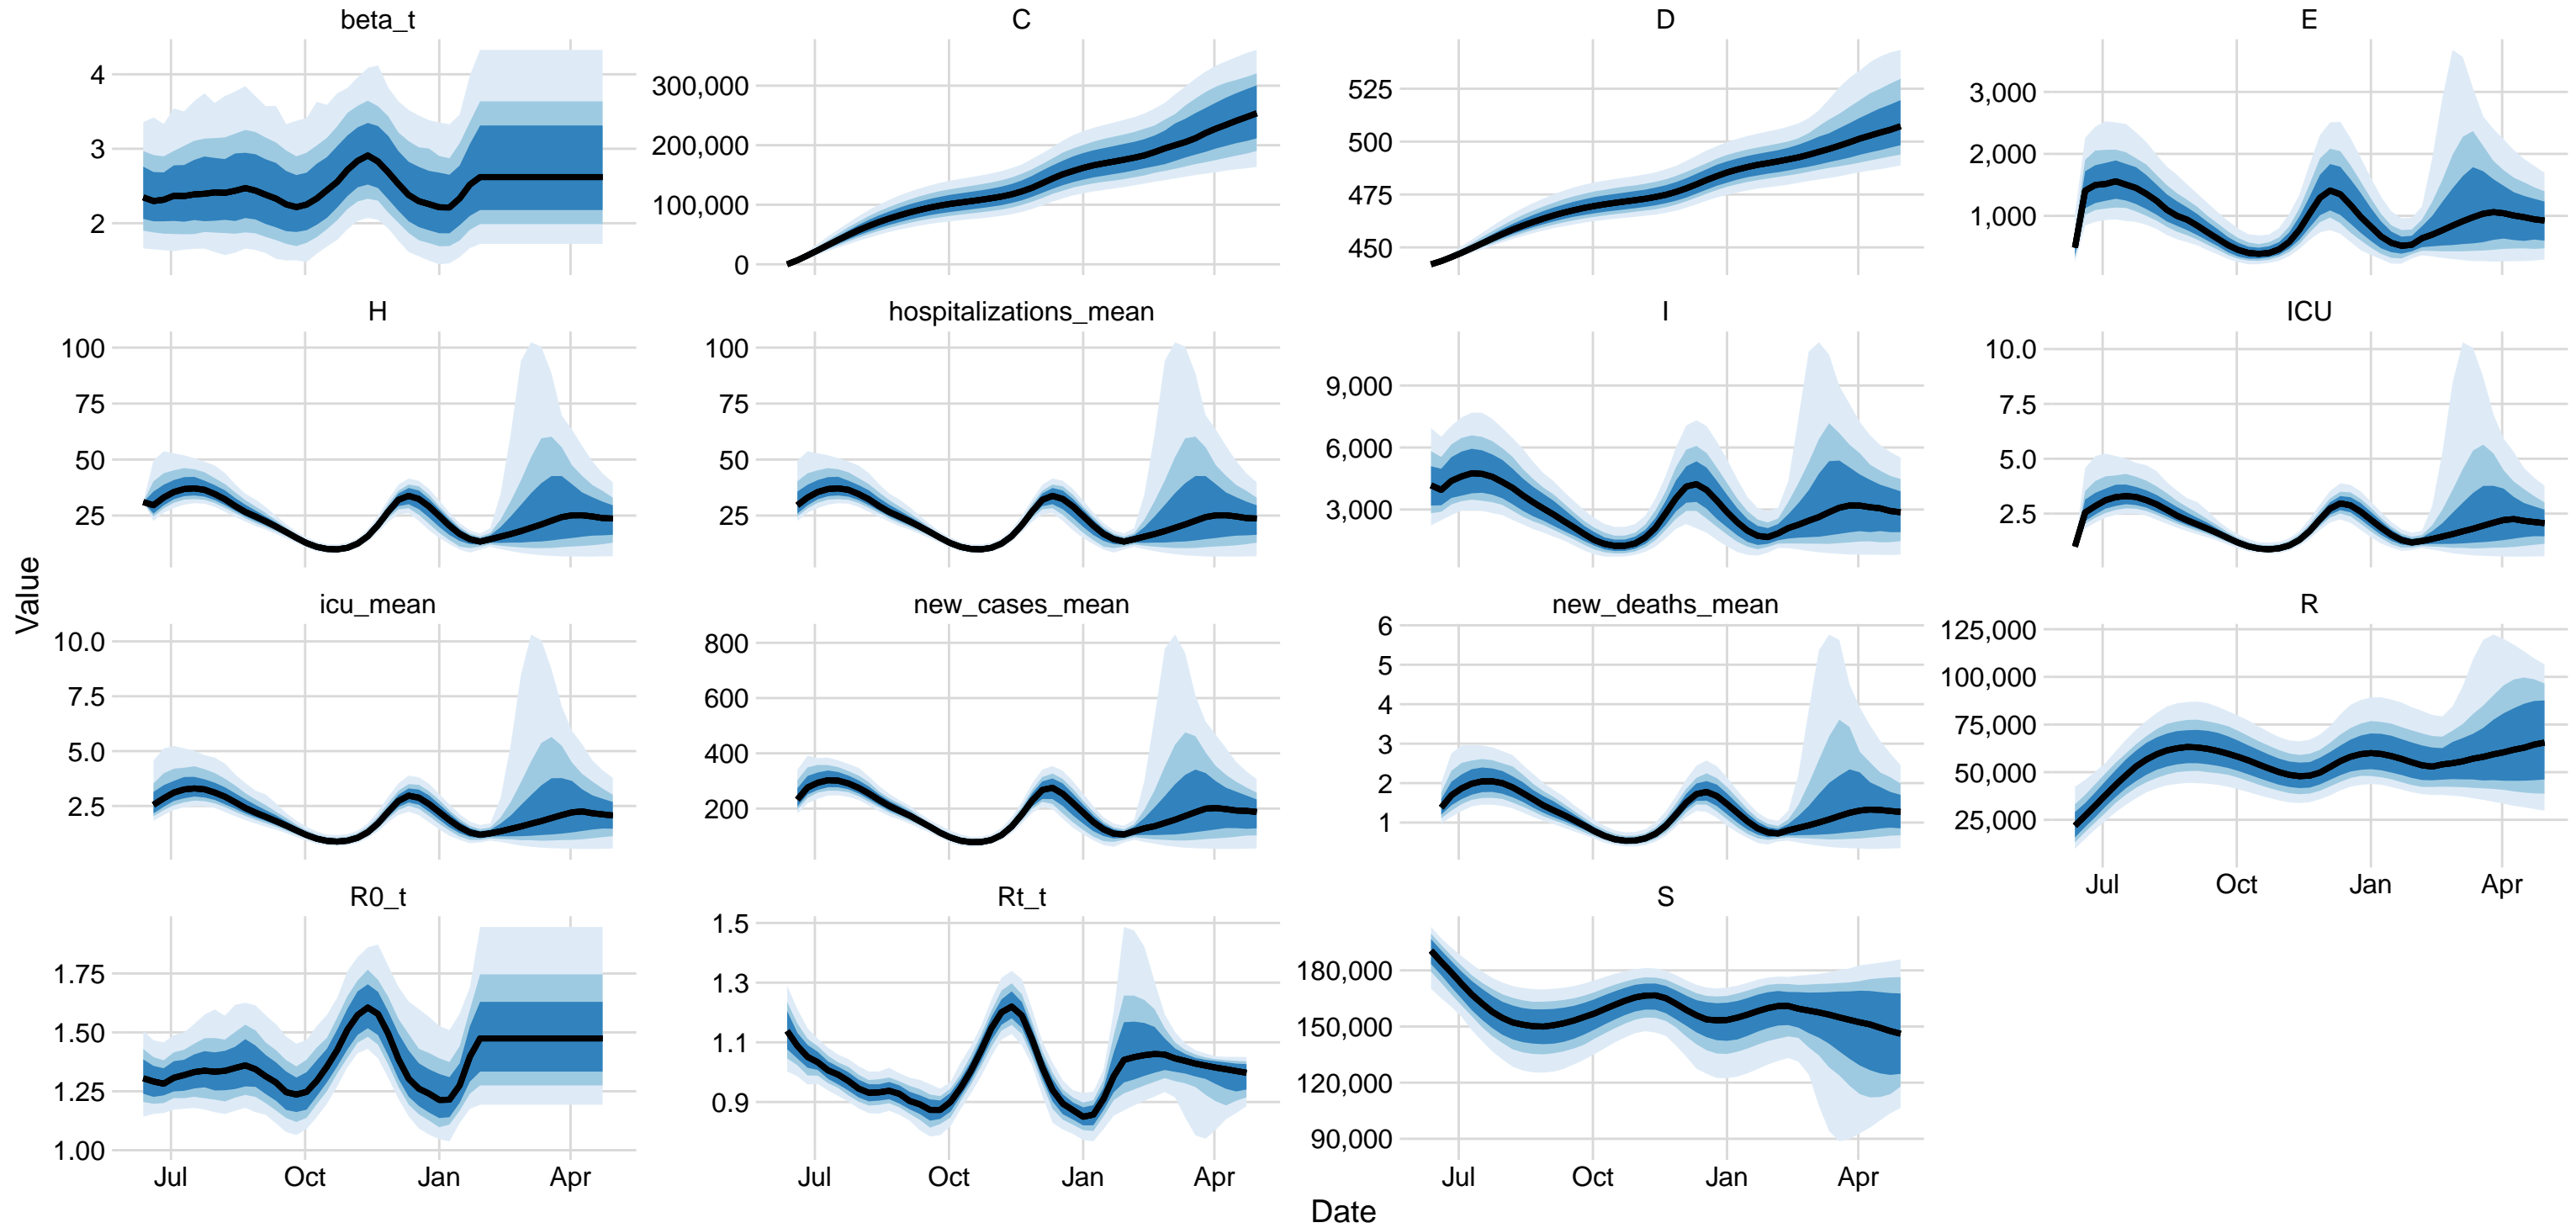 beta_t
C
D
E
4
3
2
300,000
200,000
100,000
0
525
500
475
450
3,000
2,000
1,000
H
hospitalizations_mean
I
ICU
100
75
50
25
100
75
50
25
9,000
6,000
3,000
10.0
7.5
5.0
2.5
Value
icu_mean
new_cases_mean
new_deaths_mean
R
10.0
7.5
5.0
2.5
800
600
400
200
6
5
4
3
2
1
125,000
100,000
75,000
50,000
25,000
Jul Oct Jan Apr
R0_t
Rt_t
S
1.75
1.50
1.25
1.00
1.5
1.3
1.1
0.9
180,000
150,000
120,000
90,000
Jul Oct Jan Apr
Jul Oct Jan Apr
Jul Oct Jan Apr
Date